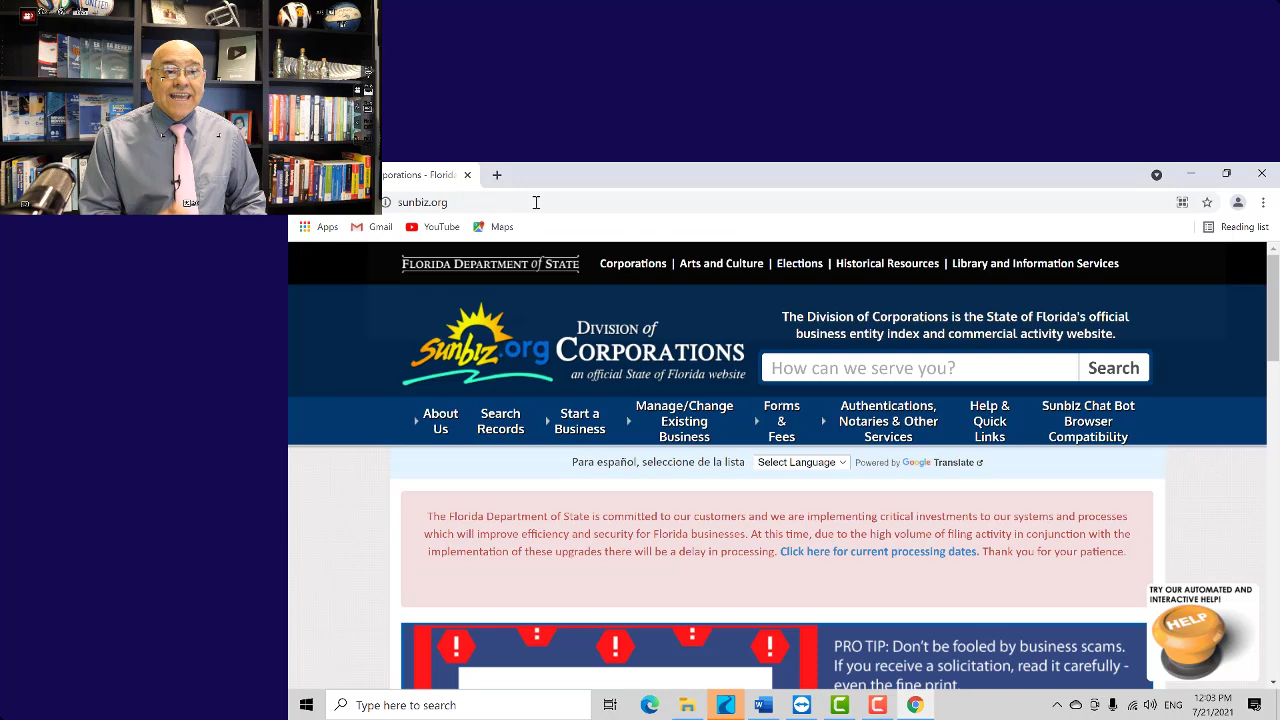 porations - Florida
sunbiz.org
Apps Gmail YouTube Maps Reading list
FLORIDA DEPARTMENT of STATE
Corporations | Arts and Culture | Elections | Historical Resources | Library and Information Services
Sunbiz.org
DIVISION of
CORPORATIONS
an official State of Florida website
The Division of Corporations is the State of Florida's official
business entity index and commercial activity website.
How can we serve you? Search
About
Us
Search
Records
Start a
Business
Manage/Change
Existing
Business
Forms
&
Fees
Authentications,
Notaries & Other
Services
Help &
Quick
Links
Sunbiz Chat Bot
Browser
Compatibility
Para español, seleccione de la lista Select Language Powered by Google Translate
The Florida Department of State is committed to our customers and we are implementing critical investments to our systems and processes
which will improve efficiency and security for Florida businesses. At this time, due to the high volume of filing activity in conjunction with the
implementation of these upgrades there will be a delay in processing. Click here for current processing dates. Thank you for your patience.
TRY OUR AUTOMATED AND
INTERACTIVE HELP!
HELP
PRO TIP: Don't be fooled by business scams.
If you receive a solicitation, read it carefully -
even the fine print.
Type here to search
12:03 PM
7/21/2021